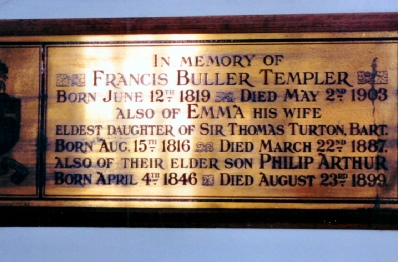 IN MEMORY OF
FRANCIS BULLER TEMPLER
BORN JUNE 12TH 1819 DIED MAY 2ND 1903
ALSO OF EMMA HIS WIFE
ELDEST DAUGHTER OF SIR THOMAS TURTON, BART.
BORN AUG. 15TH 1816 DIED MARCH 22ND 1887.
ALSO OF THEIR ELDER SON PHILIP ARTHUR
BORN APRIL 4TH 1846 DIED AUGUST 23RD 1899